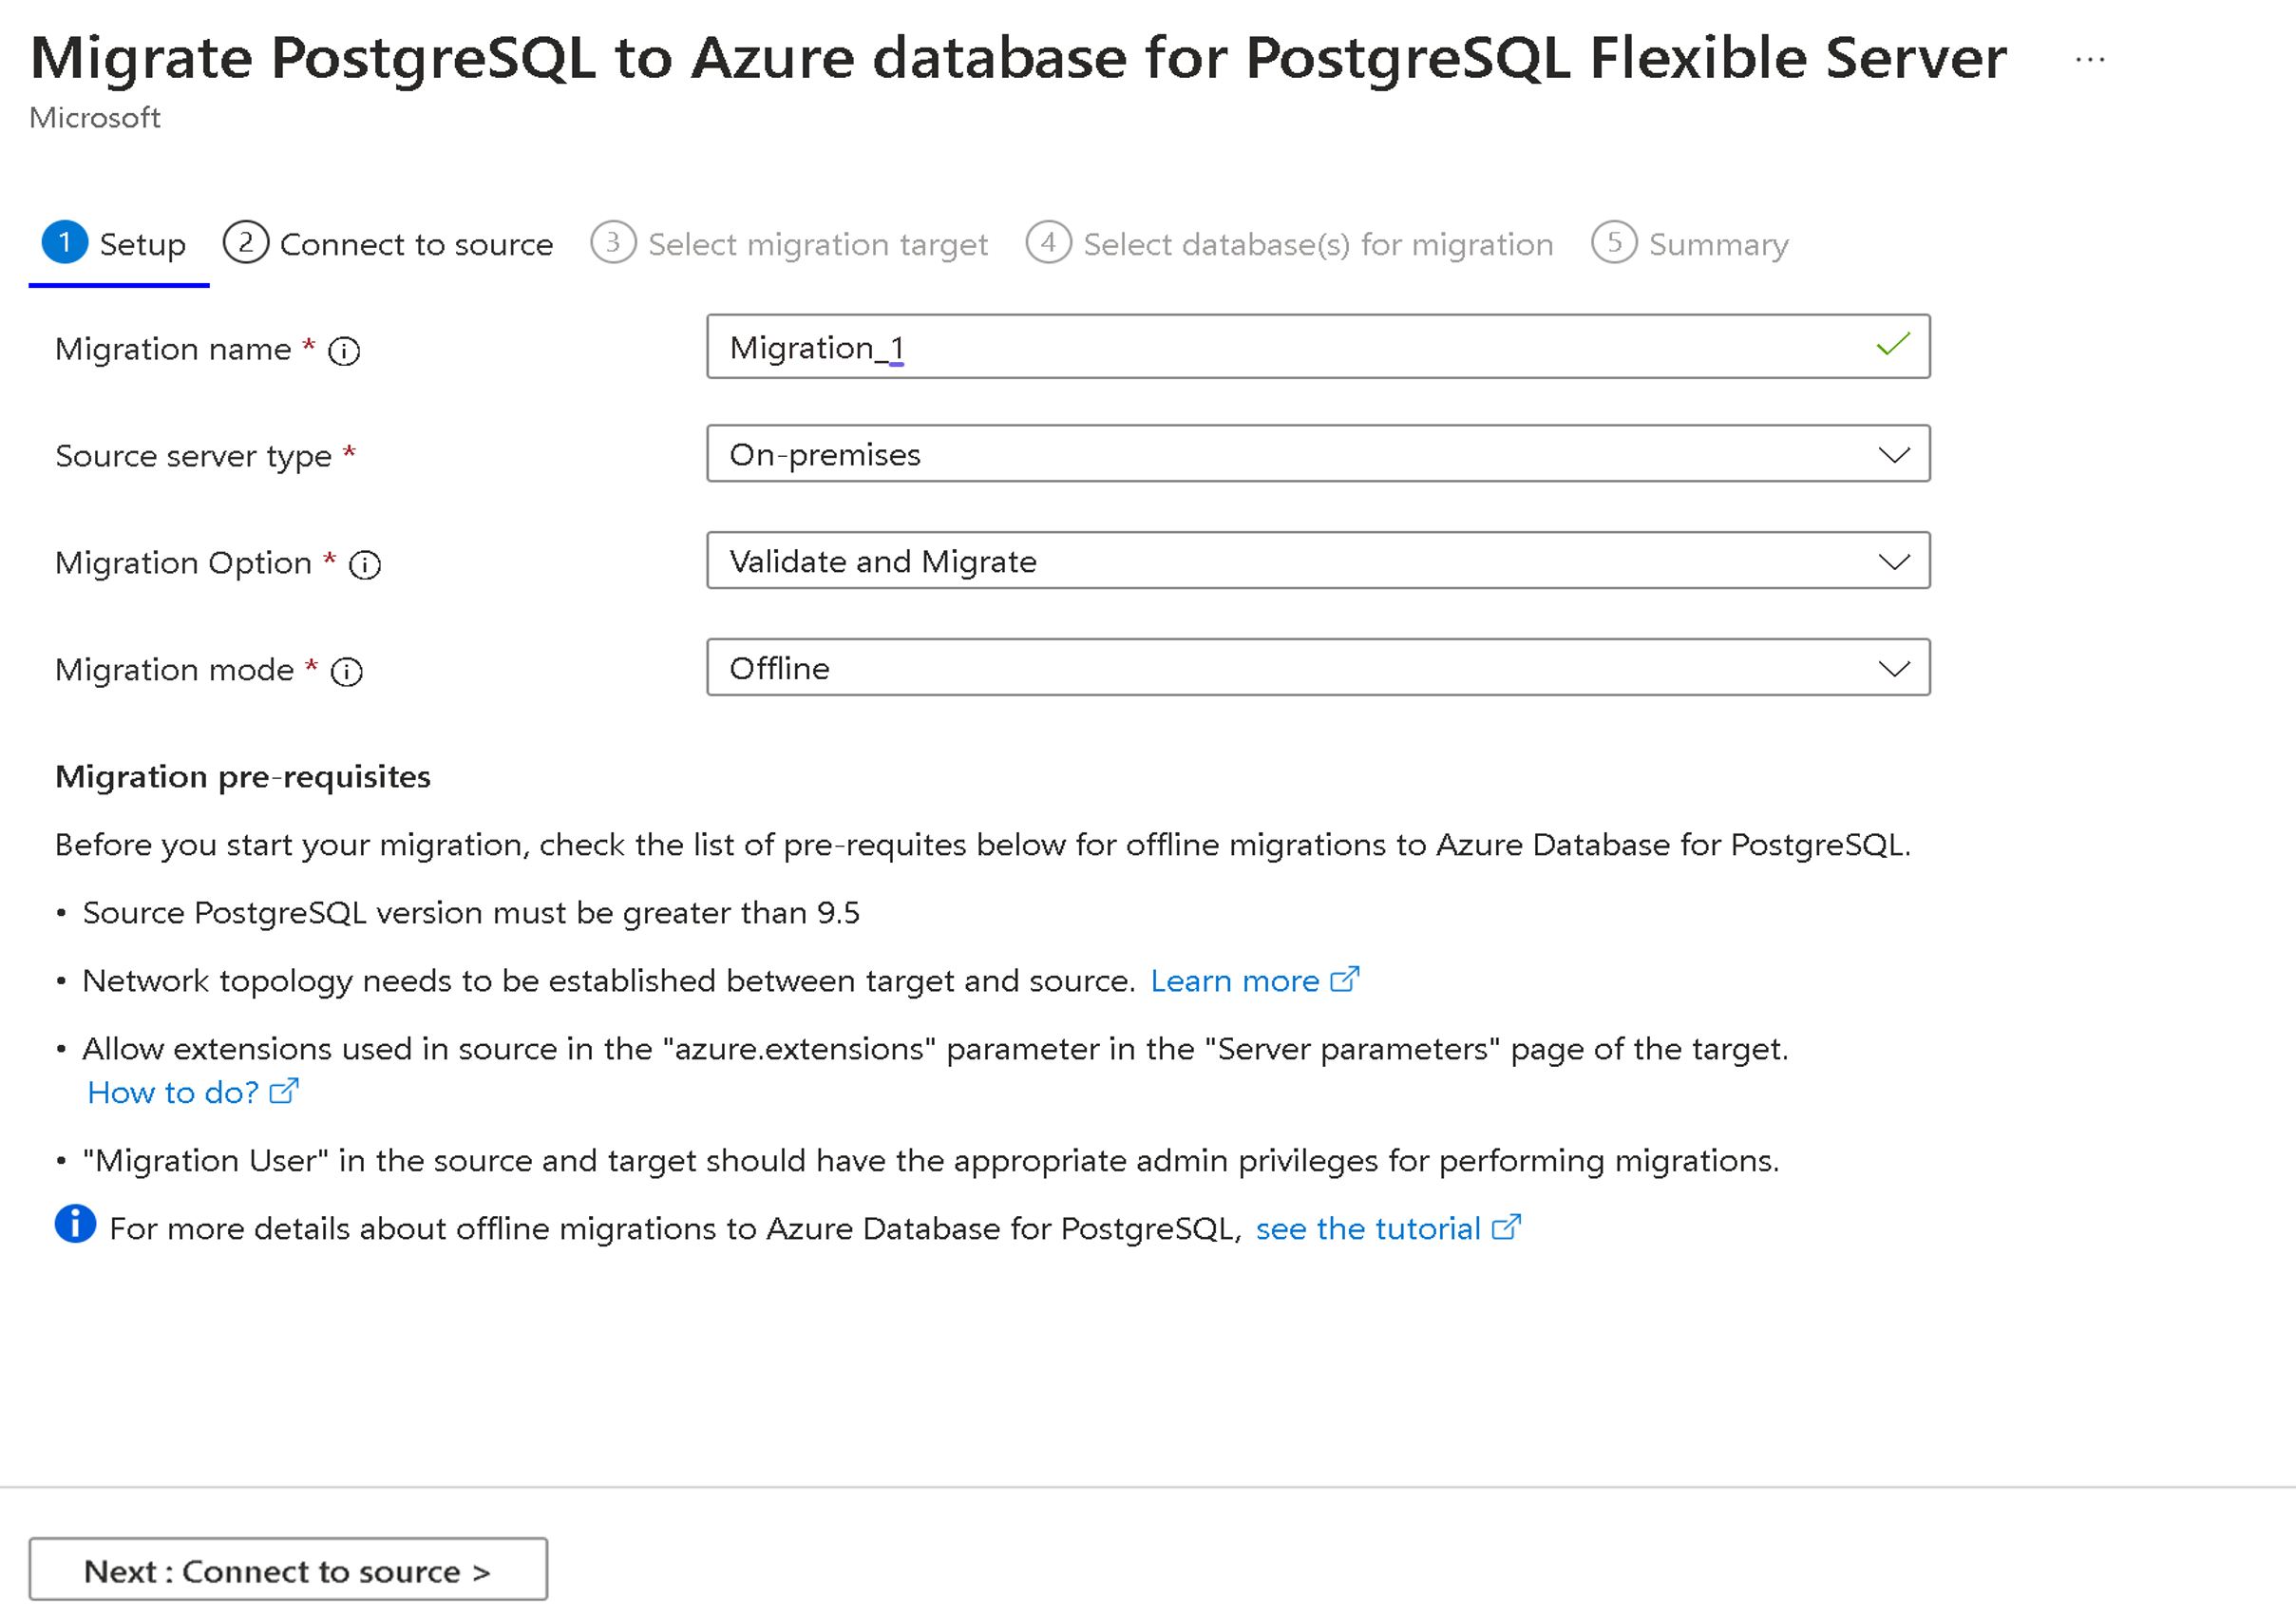 Migrate PostgreSQL to Azure database for PostgreSQL Flexible Server ...
Microsoft
1 Setup 2 Connect to source 3 Select migration target 4 Select database(s) for migration 5 Summary
Migration name * Migration_1
Source server type * On-premises
Migration Option * Validate and Migrate
Migration mode * Offline
Migration pre-requisites
Before you start your migration, check the list of pre-requites below for offline migrations to Azure Database for PostgreSQL.
• Source PostgreSQL version must be greater than 9.5
• Network topology needs to be established between target and source. Learn more
• Allow extensions used in source in the "azure.extensions" parameter in the "Server parameters" page of the target.
How to do?
• "Migration User" in the source and target should have the appropriate admin privileges for performing migrations.
For more details about offline migrations to Azure Database for PostgreSQL, see the tutorial
Next : Connect to source >